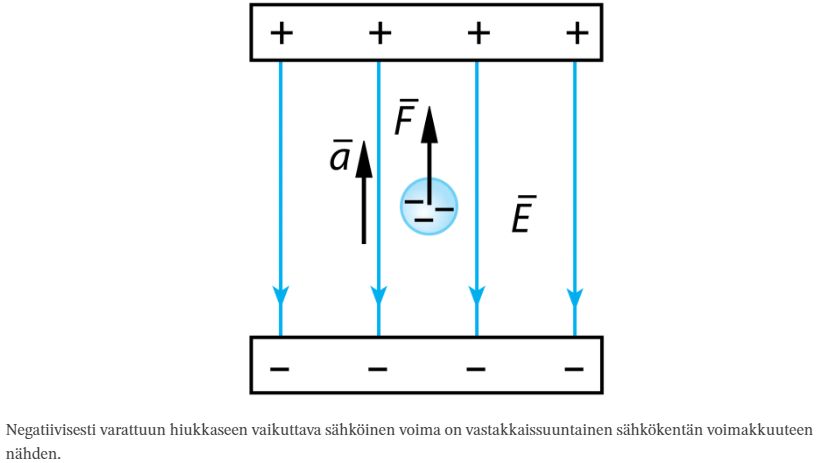 + + + +
F̅
a̅
E̅
− − −
− − − −
Negatiivisesti varattuun hiukkaseen vaikuttava sähköinen voima on vastakkaissuuntainen sähkökentän voimakkuuteen
nähden.